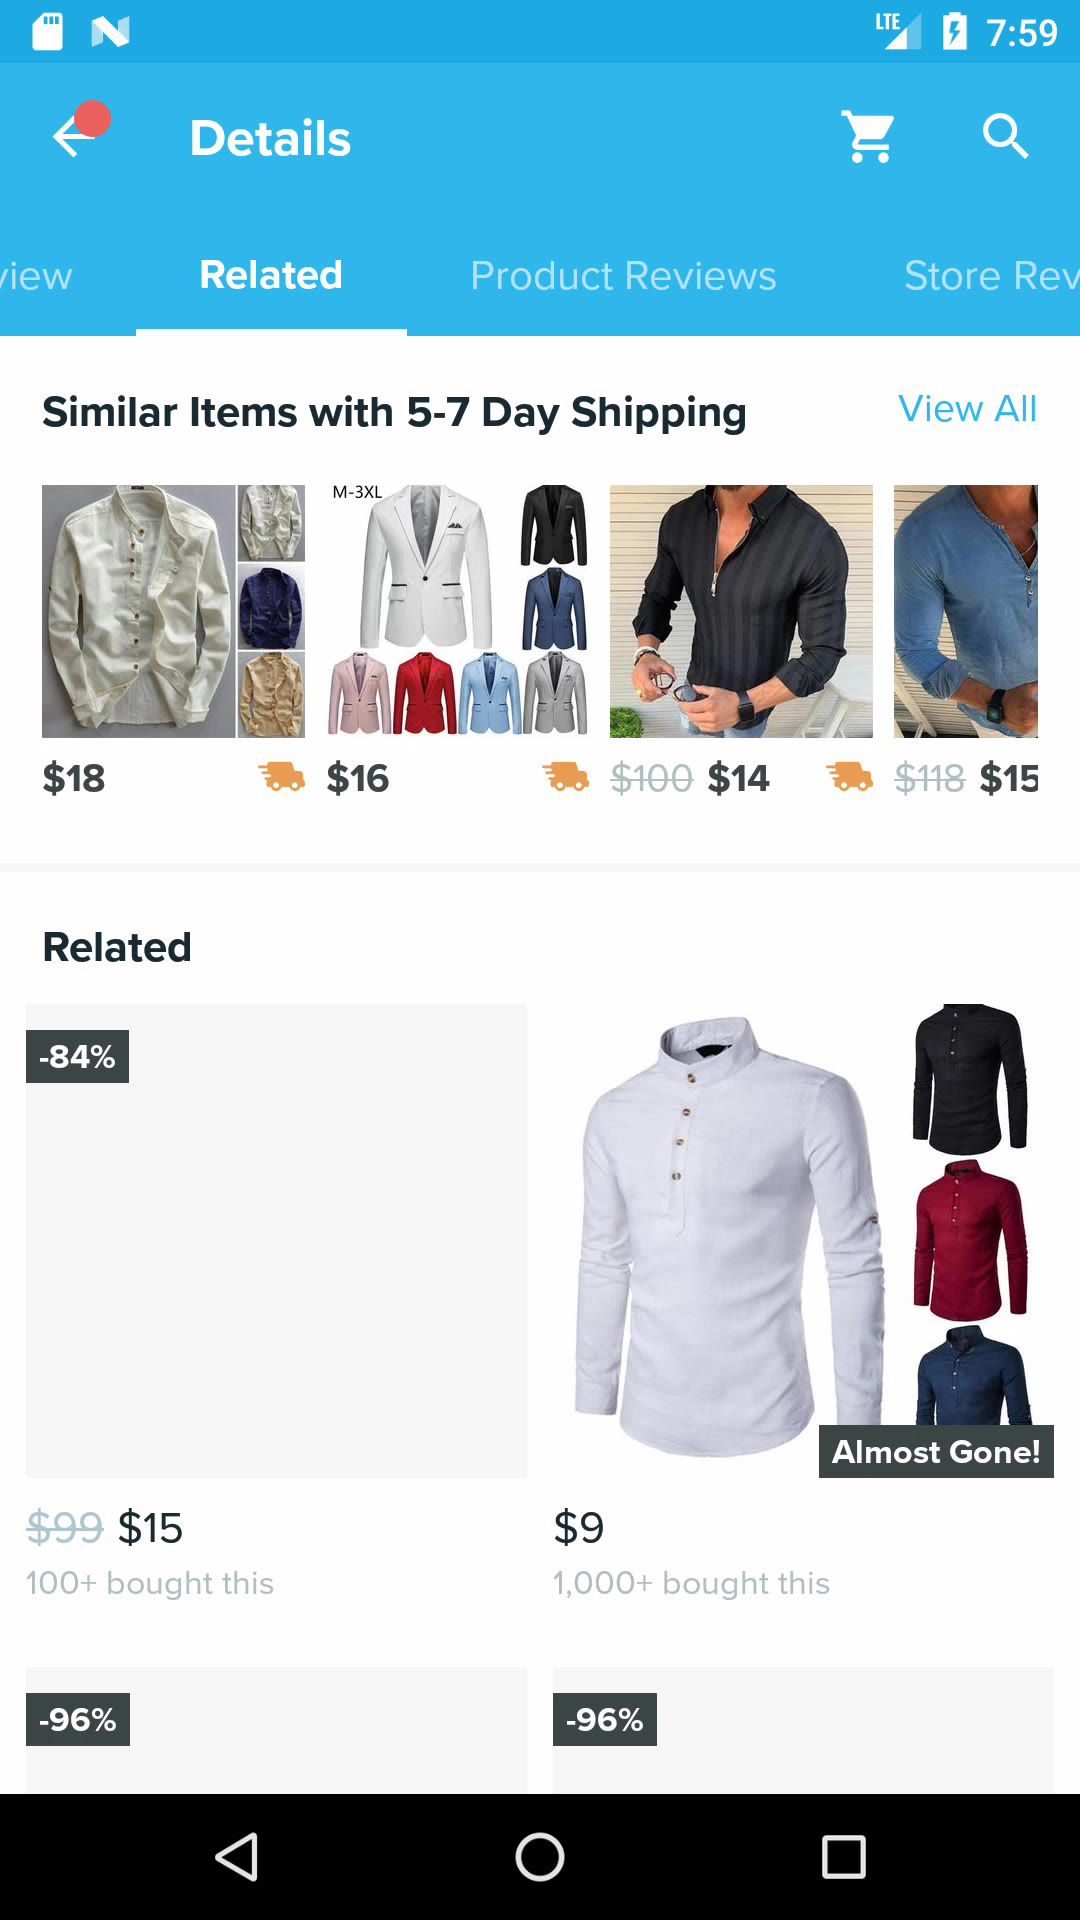 LTE 7:59
Details
view Related Product Reviews Store Rev
Similar Items with 5-7 Day Shipping View All
M-3XL
$18 $16 $100 $14 $118 $15
Related
-84%
Almost Gone!
$99 $15 $9
100+ bought this 1,000+ bought this
-96% -96%